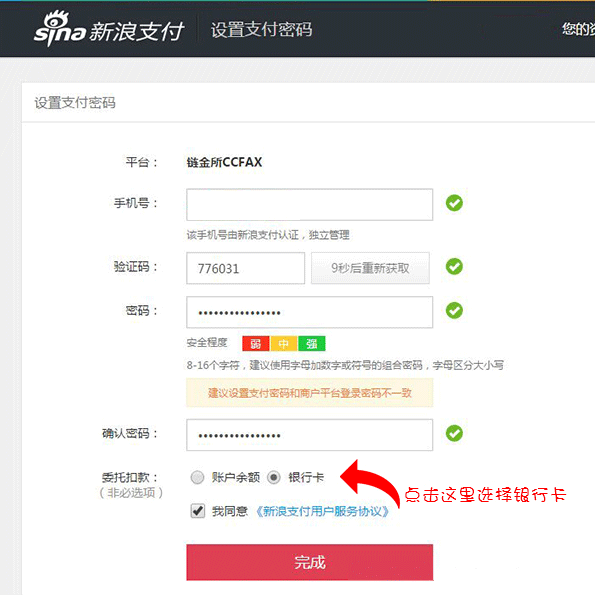 sina新浪支付 设置支付密码 您的资
设置支付密码
平台： 链金所CCFAX
手机号：
该手机号由新浪支付认证，独立管理
验证码： 776031 9秒后重新获取
密码： ••••••••••••••••
安全程度 弱 中 强
8-16个字符，建议使用字母加数字或符号的组合密码，字母区分大小写
建议设置支付密码和商户平台登录密码不一致
确认密码： ••••••••••••••••
委托扣款： 账户余额 银行卡
（非必选项） 点击这里选择银行卡
我同意 《新浪支付用户服务协议》
完成